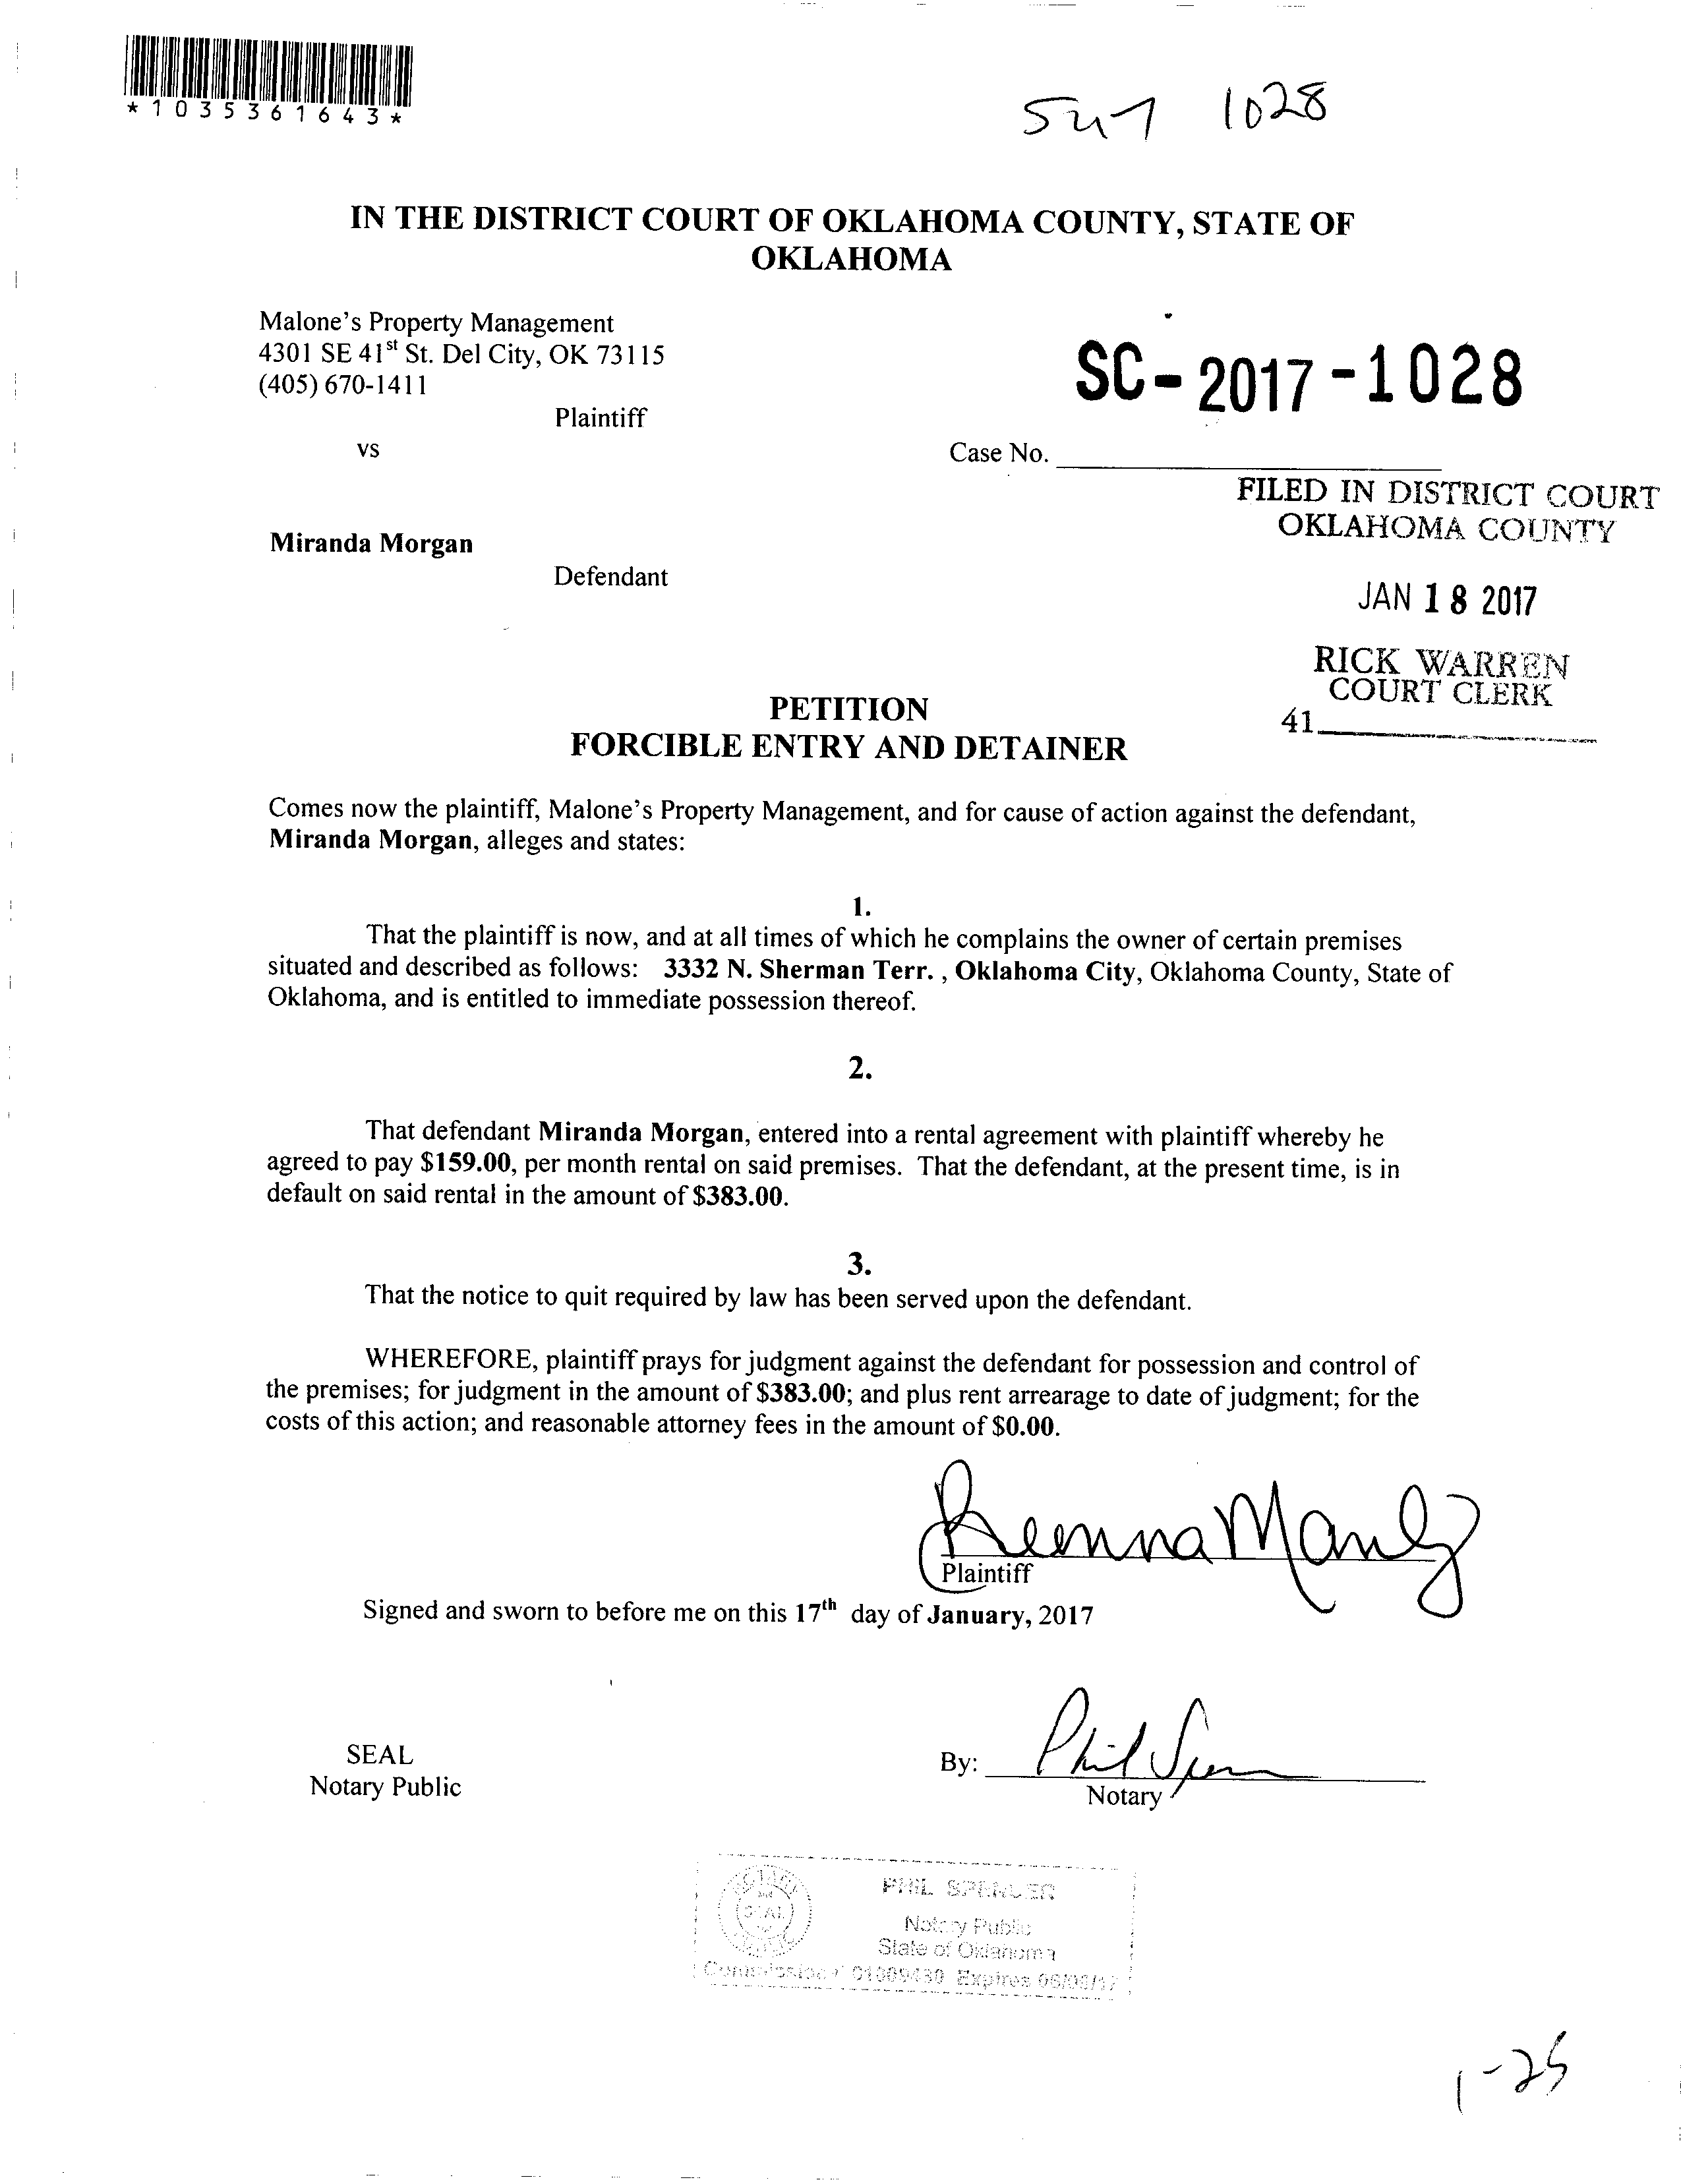 *1035361643*
1028
IN THE DISTRICT COURT OF OKLAHOMA COUNTY, STATE OF
OKLAHOMA
Malone's Property Management
4301 SE 41st St. Del City, OK 73115
(405) 670-1411
Plaintiff
vs
SC-2017-1028
Case No.
FILED IN DISTRICT COURT
OKLAHOMA COUNTY
Miranda Morgan
Defendant
JAN 18 2017
RICK WARREN
COURT CLERK
41
PETITION
FORCIBLE ENTRY AND DETAINER
Comes now the plaintiff, Malone's Property Management, and for cause of action against the defendant,
Miranda Morgan, alleges and states:
1.
That the plaintiff is now, and at all times of which he complains the owner of certain premises
situated and described as follows: 3332 N. Sherman Terr. , Oklahoma City, Oklahoma County, State of
Oklahoma, and is entitled to immediate possession thereof.
2.
That defendant Miranda Morgan, entered into a rental agreement with plaintiff whereby he
agreed to pay $159.00, per month rental on said premises. That the defendant, at the present time, is in
default on said rental in the amount of $383.00.
3.
That the notice to quit required by law has been served upon the defendant.
WHEREFORE, plaintiff prays for judgment against the defendant for possession and control of
the premises; for judgment in the amount of $383.00; and plus rent arrearage to date of judgment; for the
costs of this action; and reasonable attorney fees in the amount of $0.00.
Plaintiff
Signed and sworn to before me on this 17th day of January, 2017
SEAL
Notary Public
By: Phil
Notary
PHIL SPENCER
Notary Public
State of Oklahoma
SEAL
Commission # 01009430 Expires
1-25